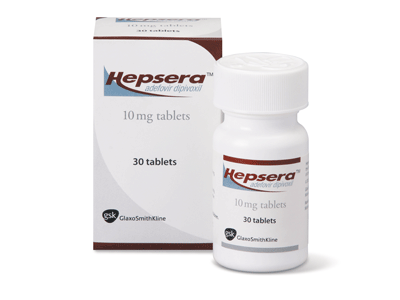 Hepsera™
adefovir dipivoxil
10 mg tablets
30 tablets
gsk GlaxoSmithKline
Hepsera™
adefovir dipivoxil
10 mg tablets
30 tablets
gsk GlaxoSmithKline